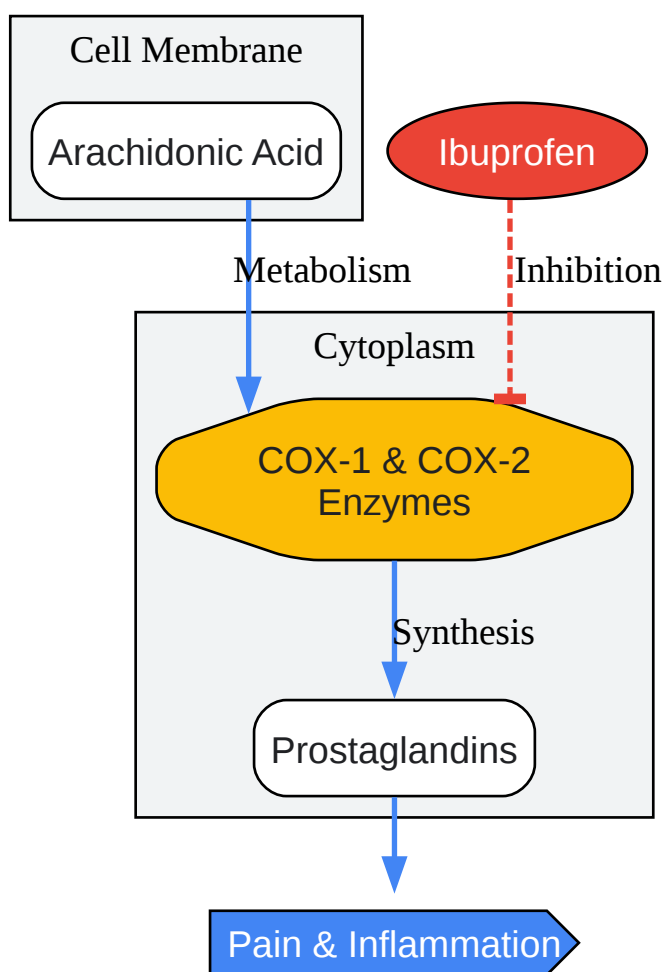 Cell Membrane
Arachidonic Acid
Ibuprofen
Metabolism
Inhibition
Cytoplasm
COX-1 & COX-2
Enzymes
Synthesis
Prostaglandins
Pain & Inflammation